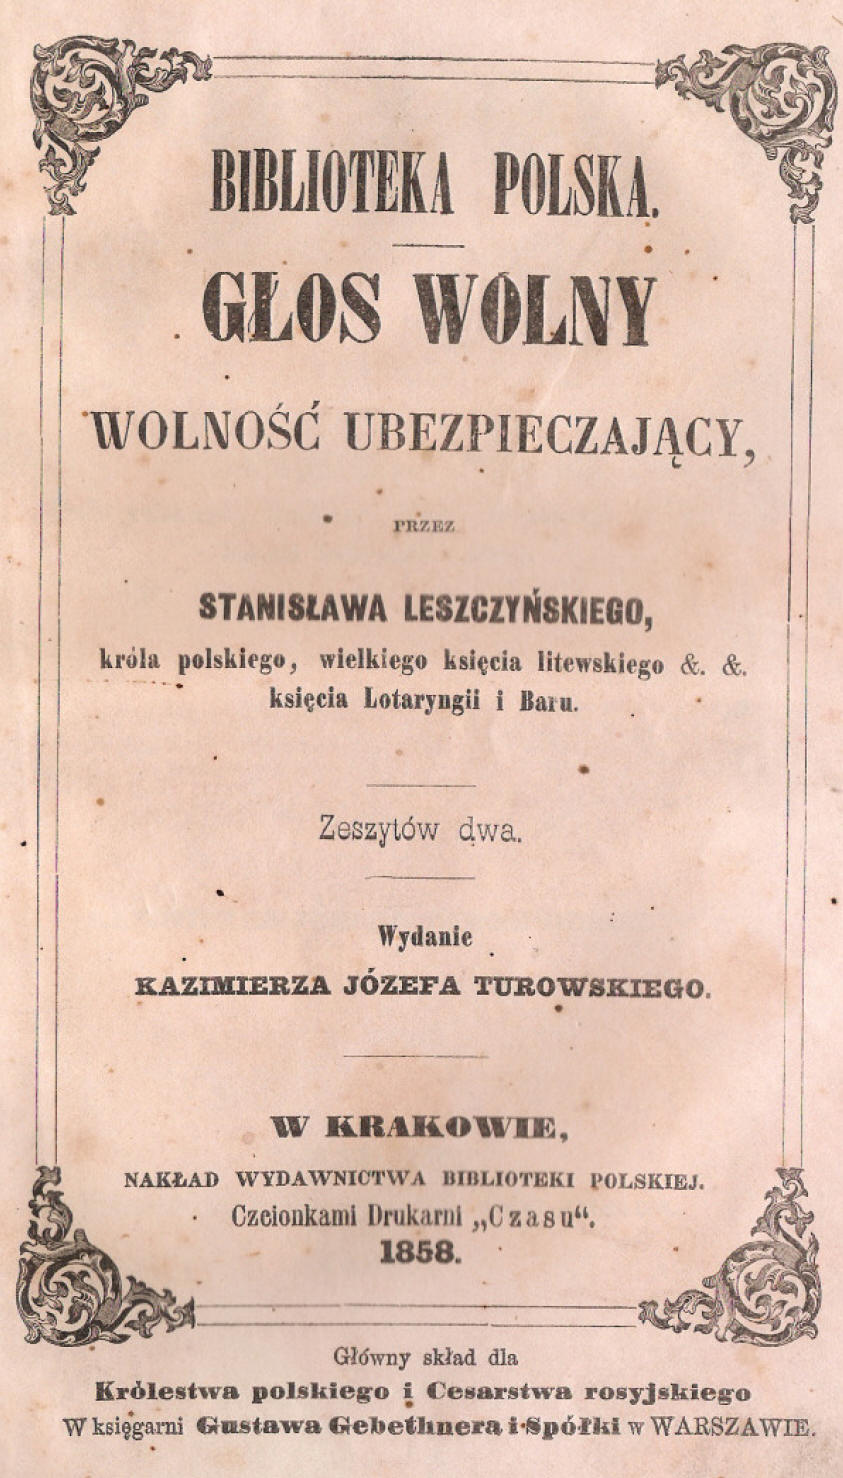 BIBLIOTEKA POLSKA.
GŁOS WOLNY
WOLNOŚĆ UBEZPIECZAJĄCY,
PRZEZ
STANISŁAWA LESZCZYŃSKIEGO,
króla polskiego, wielkiego księcia litewskiego &. &.
księcia Lotaryngii i Baru.
Zeszytów dwa.
Wydanie
KAZIMIERZA JÓZEFA TUROWSKIEGO.
W KRAKOWIE,
NAKŁAD WYDAWNICTWA BIBLIOTEKI POLSKIEJ.
Czcionkami Drukarni „Czasu“.
1858.
Główny skład dla
Królestwa polskiego i Cesarstwa rosyjskiego
W księgarni Gustawa Gebethnera i Spółki w WARSZAWIE.